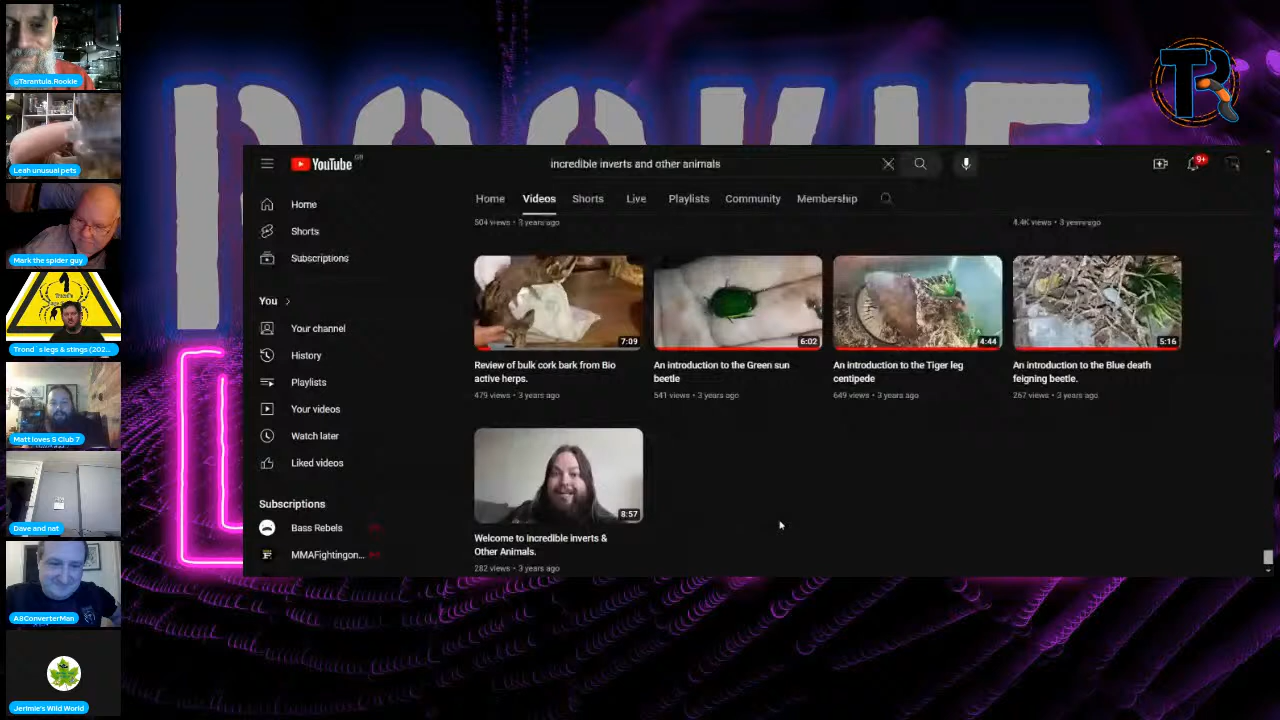 ROOKIE
TR
@Tarantula.Rookie
Leah unusual pets
Mark the spider guy
Trond´s legs & stings (202...
Matt loves S Club 7
Dave and nat
A8ConverterMan
Jerimie's Wild World
YouTube GB
incredible inverts and other animals
9+
Home
Videos
Shorts
Live
Playlists
Community
Membership
Home
Shorts
Subscriptions
You
Your channel
History
Playlists
Your videos
Watch later
Liked videos
Subscriptions
Bass Rebels
MMAFightingon...
504 views • 3 years ago
4.4K views • 3 years ago
7:09
Review of bulk cork bark from Bio
active herps.
479 views • 3 years ago
6:02
An introduction to the Green sun
beetle
541 views • 3 years ago
4:44
An introduction to the Tiger leg
centipede
649 views • 3 years ago
5:16
An introduction to the Blue death
feigning beetle.
267 views • 3 years ago
8:57
Welcome to incredible inverts &
Other Animals.
282 views • 3 years ago